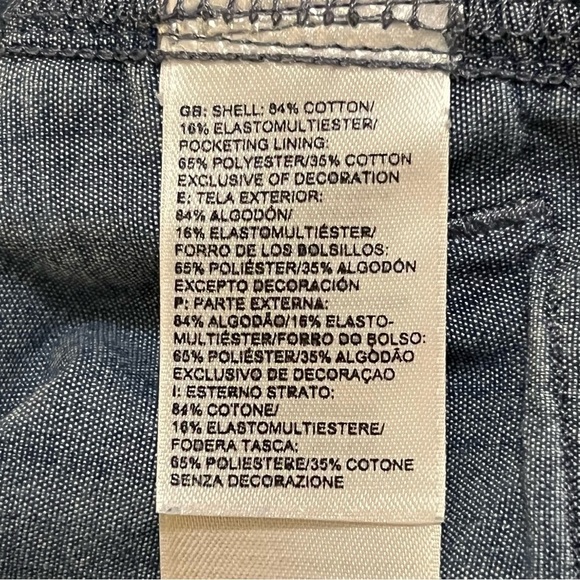 GB: SHELL: 84% COTTON/
16% ELASTOMULTIESTER/
POCKETING LINING:
65% POLYESTER/35% COTTON
EXCLUSIVE OF DECORATION
E: TELA EXTERIOR:
84% ALGODÓN/
16% ELASTOMULTIÉSTER/
FORRO DE LOS BOLSILLOS:
65% POLIÉSTER/35% ALGODÓN
EXCEPTO DECORACIÓN
P: PARTE EXTERNA:
84% ALGODÃO/16% ELASTO-
MULTIÉSTER/FORRO DO BOLSO:
65% POLIÉSTER/35% ALGODÃO
EXCLUSIVO DE DECORAÇAO
I: ESTERNO STRATO:
84% COTONE/
16% ELASTOMULTIESTERE/
FODERA TASCA:
65% POLIESTERE/35% COTONE
SENZA DECORAZIONE